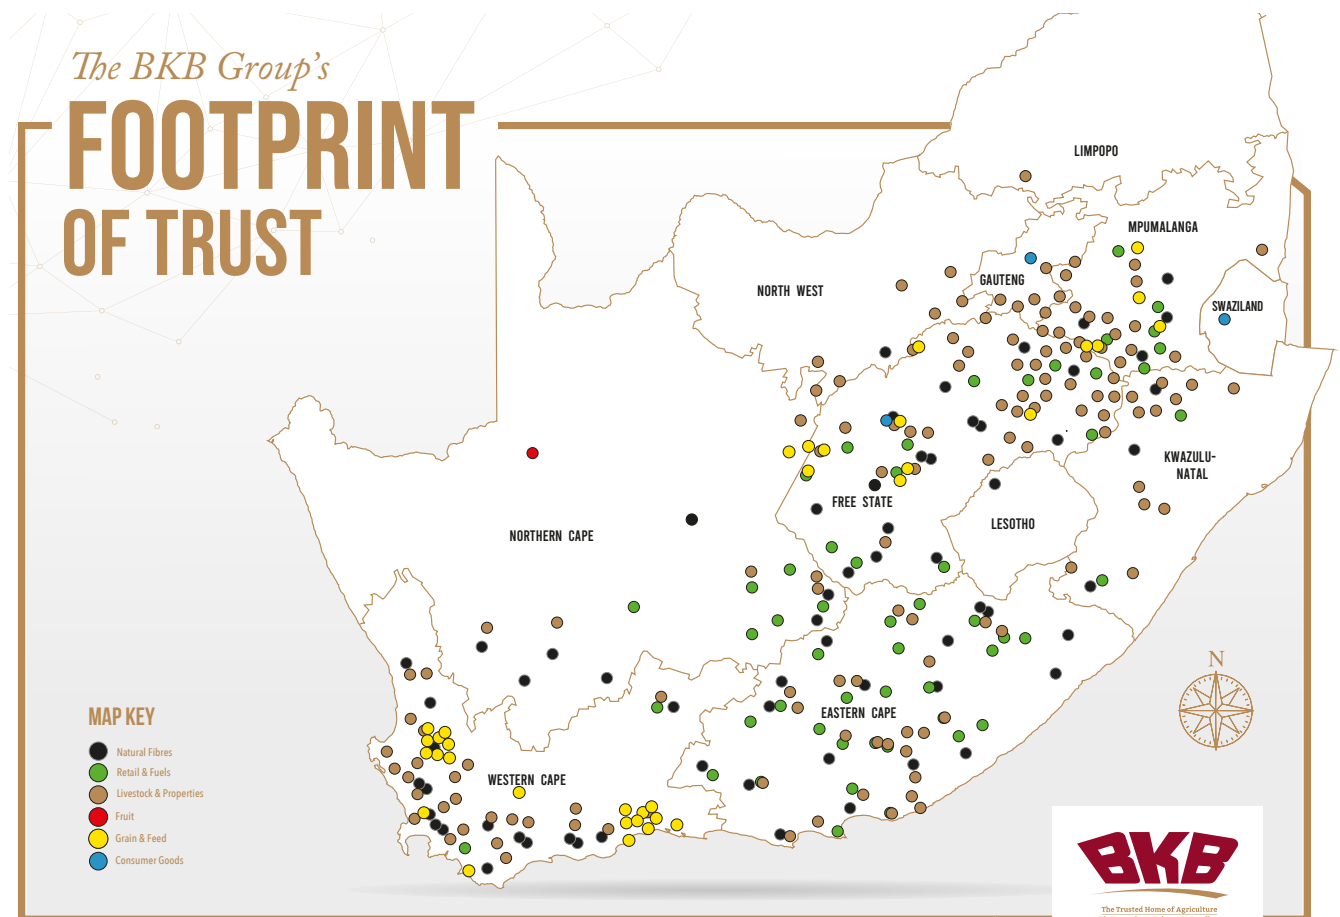 The BKB Group's
FOOTPRINT
OF TRUST
LIMPOPO
MPUMALANGA
GAUTENG
NORTH WEST
SWAZILAND
KWAZULU-
NATAL
FREE STATE
LESOTHO
NORTHERN CAPE
EASTERN CAPE
WESTERN CAPE
N
MAP KEY
Natural Fibres
Retail & Fuels
Livestock & Properties
Fruit
Grain & Feed
Consumer Goods
BKB
The Trusted Home of Agriculture